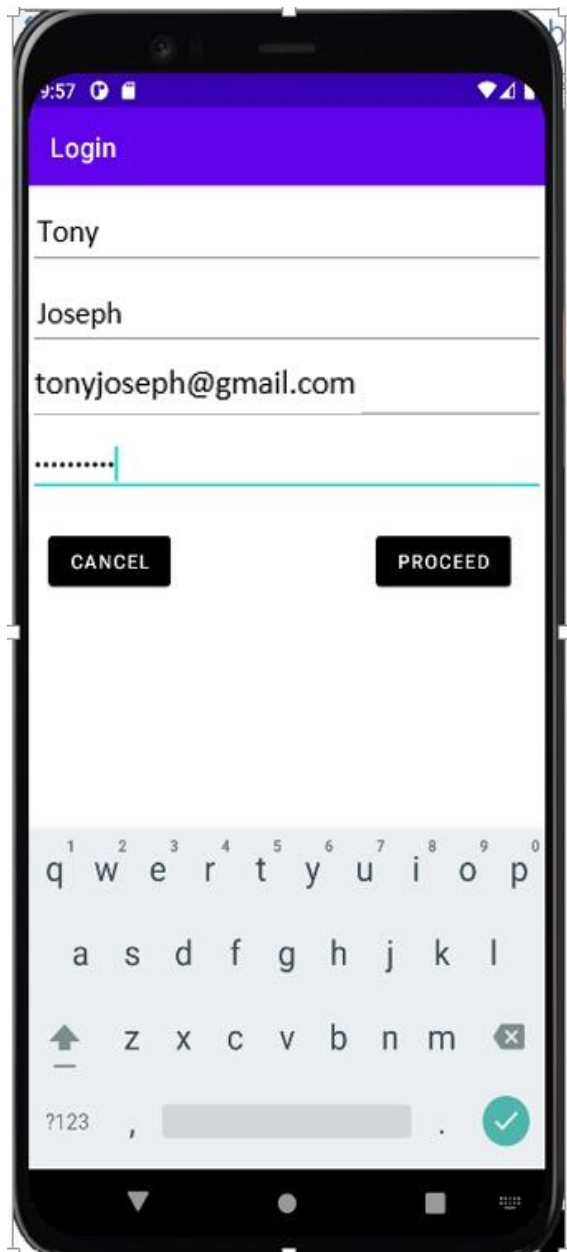 9:57
Login
Tony
Joseph
tonyjoseph@gmail.com
••••••••••
CANCEL PROCEED
1 2 3 4 5 6 7 8 9 0
q w e r t y u i o p
a s d f g h j k l
z x c v b n m
?123 , .